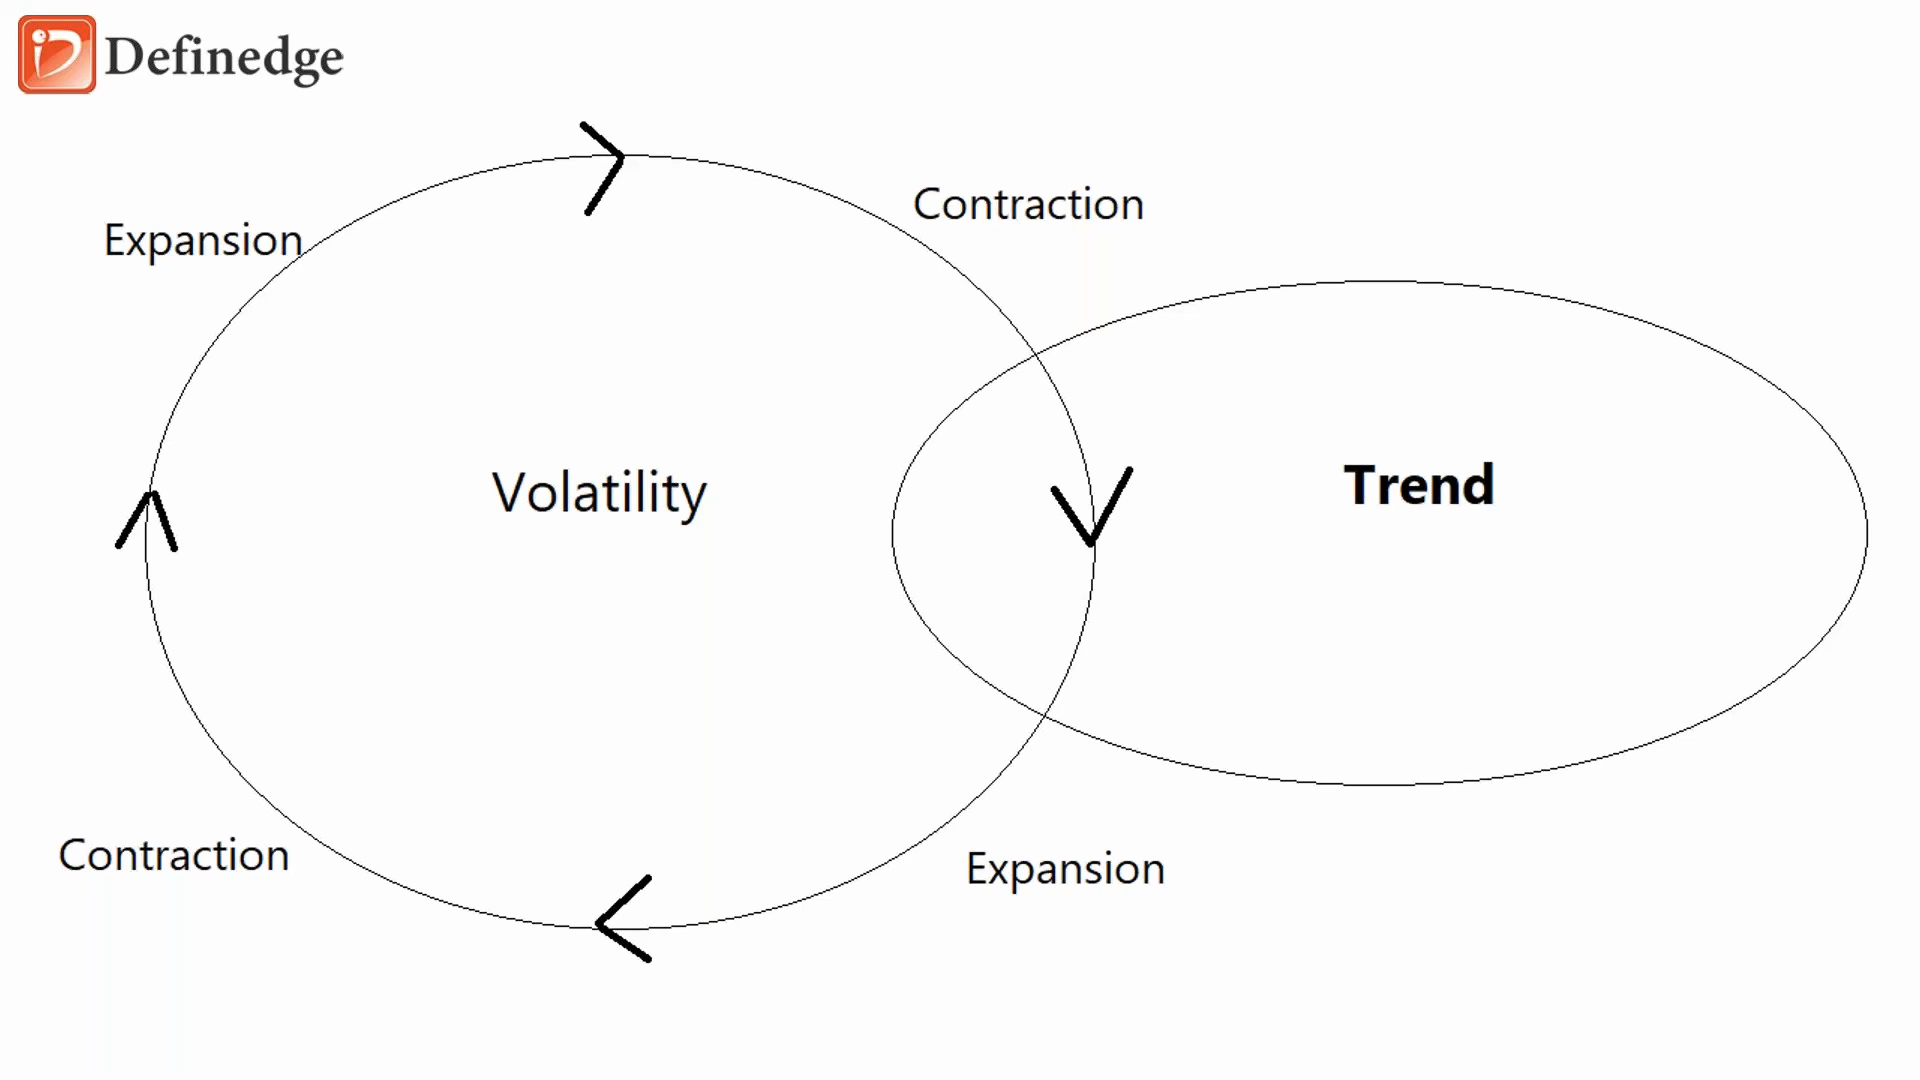 Definedge
Contraction
Expansion
Volatility
Trend
Contraction
Expansion